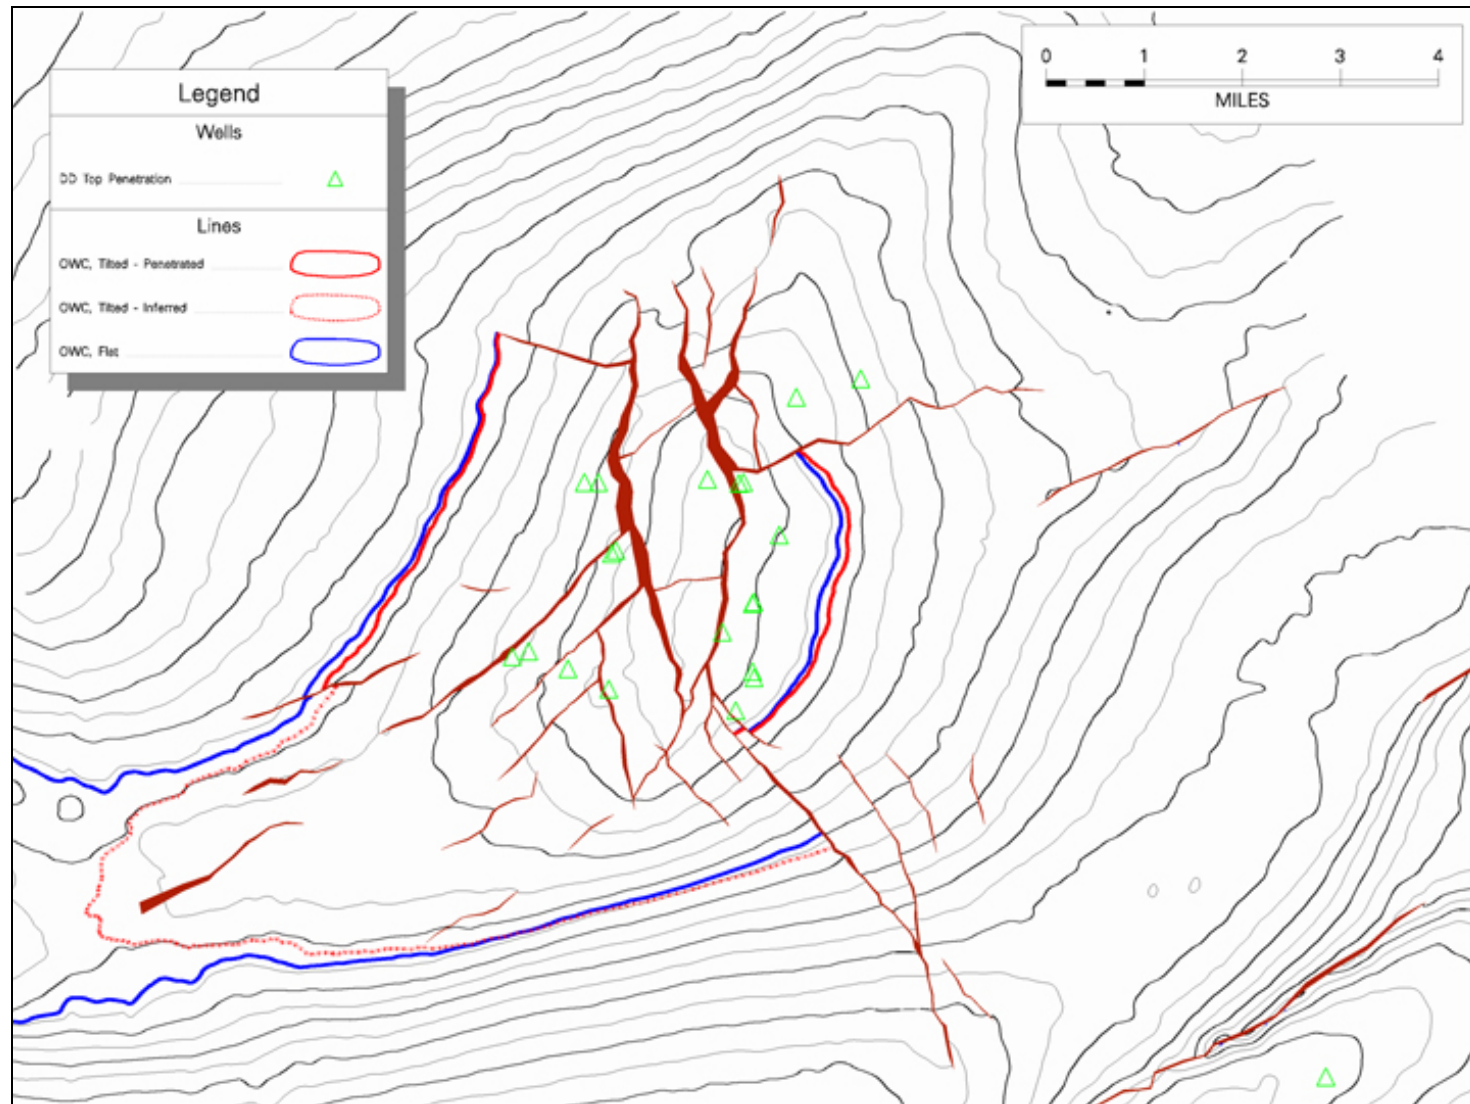 Legend
Wells
DD Top Penetration
Lines
OWC, Tilted - Penetrated
OWC, Tilted - Inferred
OWC, Flat
0 1 2 3 4
MILES